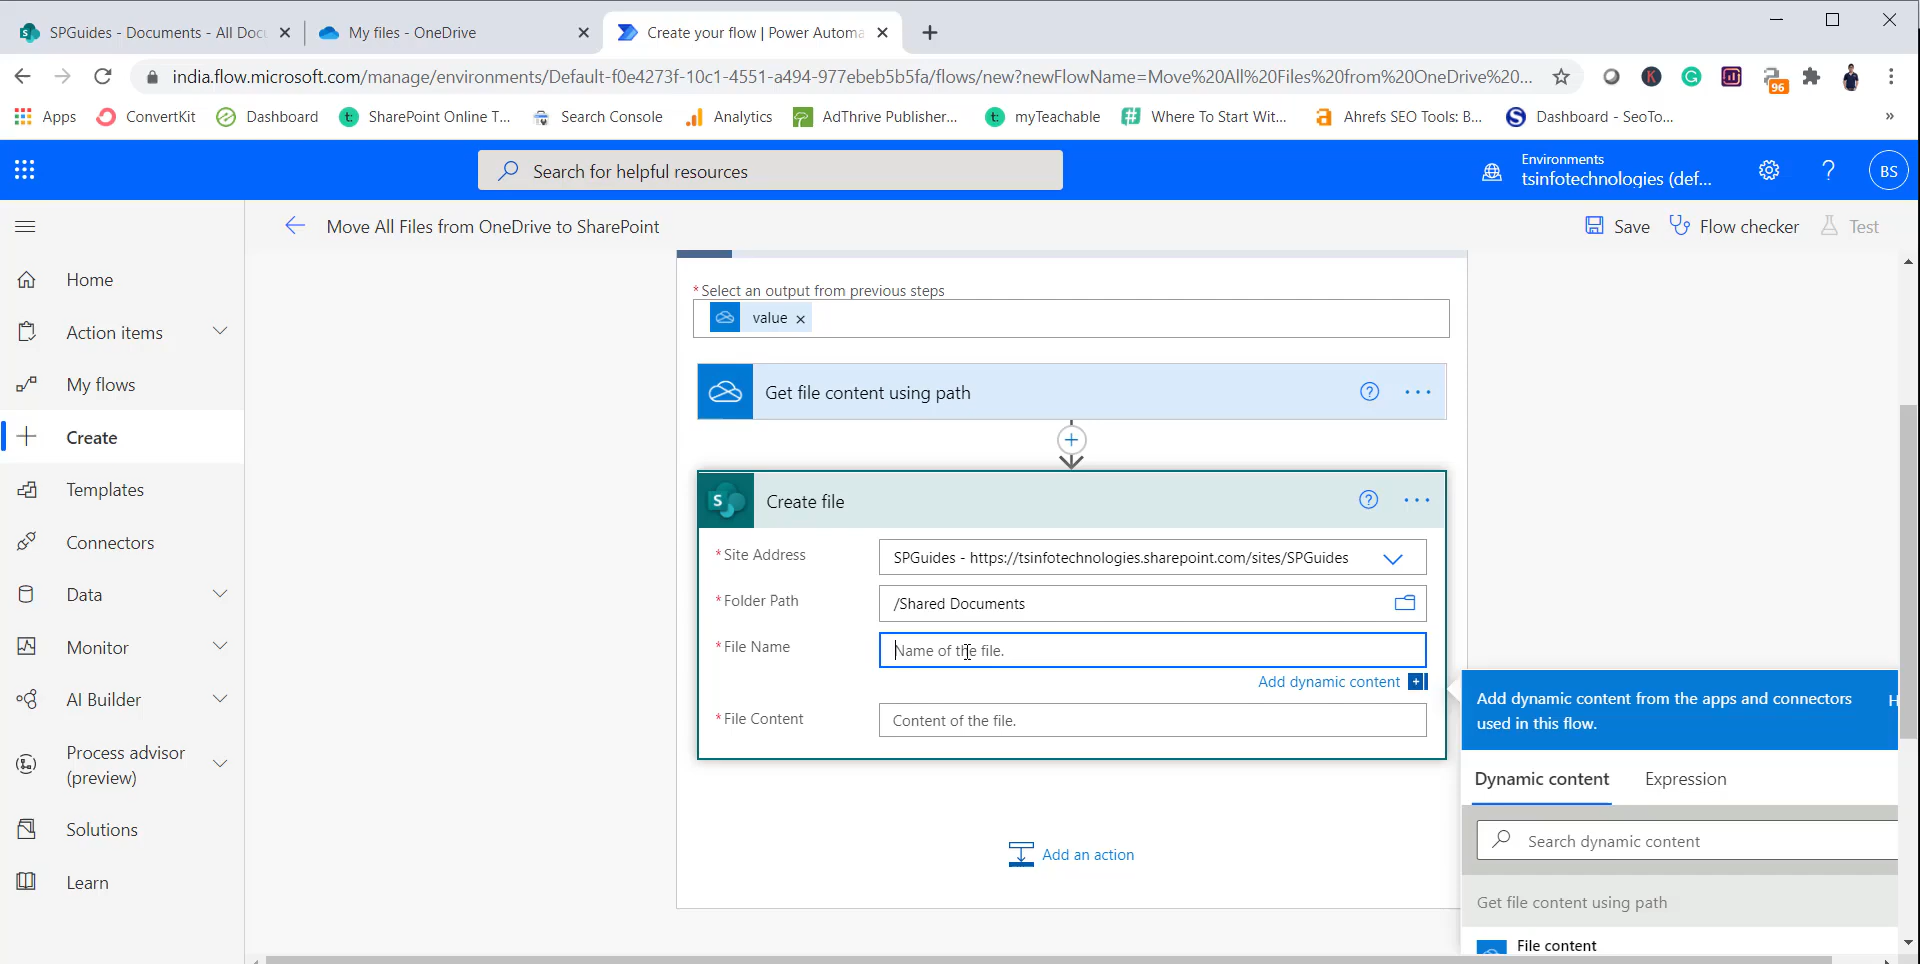 SPGuides - Documents - All Docu
My files - OneDrive
Create your flow | Power Automa
india.flow.microsoft.com/manage/environments/Default-f0e4273f-10c1-4551-a494-977ebeb5b5fa/flows/new?newFlowName=Move%20All%20Files%20from%20OneDrive%20...
K
G
96
Apps
ConvertKit
Dashboard
t
SharePoint Online T...
Search Console
Analytics
AdThrive Publisher...
t
myTeachable
Where To Start Wit...
a
Ahrefs SEO Tools: B...
S
Dashboard - SeoTo...
»
Search for helpful resources
Environments
tsinfotechnologies (def...
?
BS
Move All Files from OneDrive to SharePoint
Save
Flow checker
Test
Home
Action items
My flows
Create
Templates
Connectors
Data
Monitor
AI Builder
Process advisor
(preview)
Solutions
Learn
* Select an output from previous steps
value ×
Get file content using path
?
...
S
Create file
?
...
* Site Address
SPGuides - https://tsinfotechnologies.sharepoint.com/sites/SPGuides
* Folder Path
/Shared Documents
* File Name
Name of the file.
Add dynamic content
* File Content
Content of the file.
Add an action
Add dynamic content from the apps and connectors
used in this flow.
H
Dynamic content
Expression
Search dynamic content
Get file content using path
File content